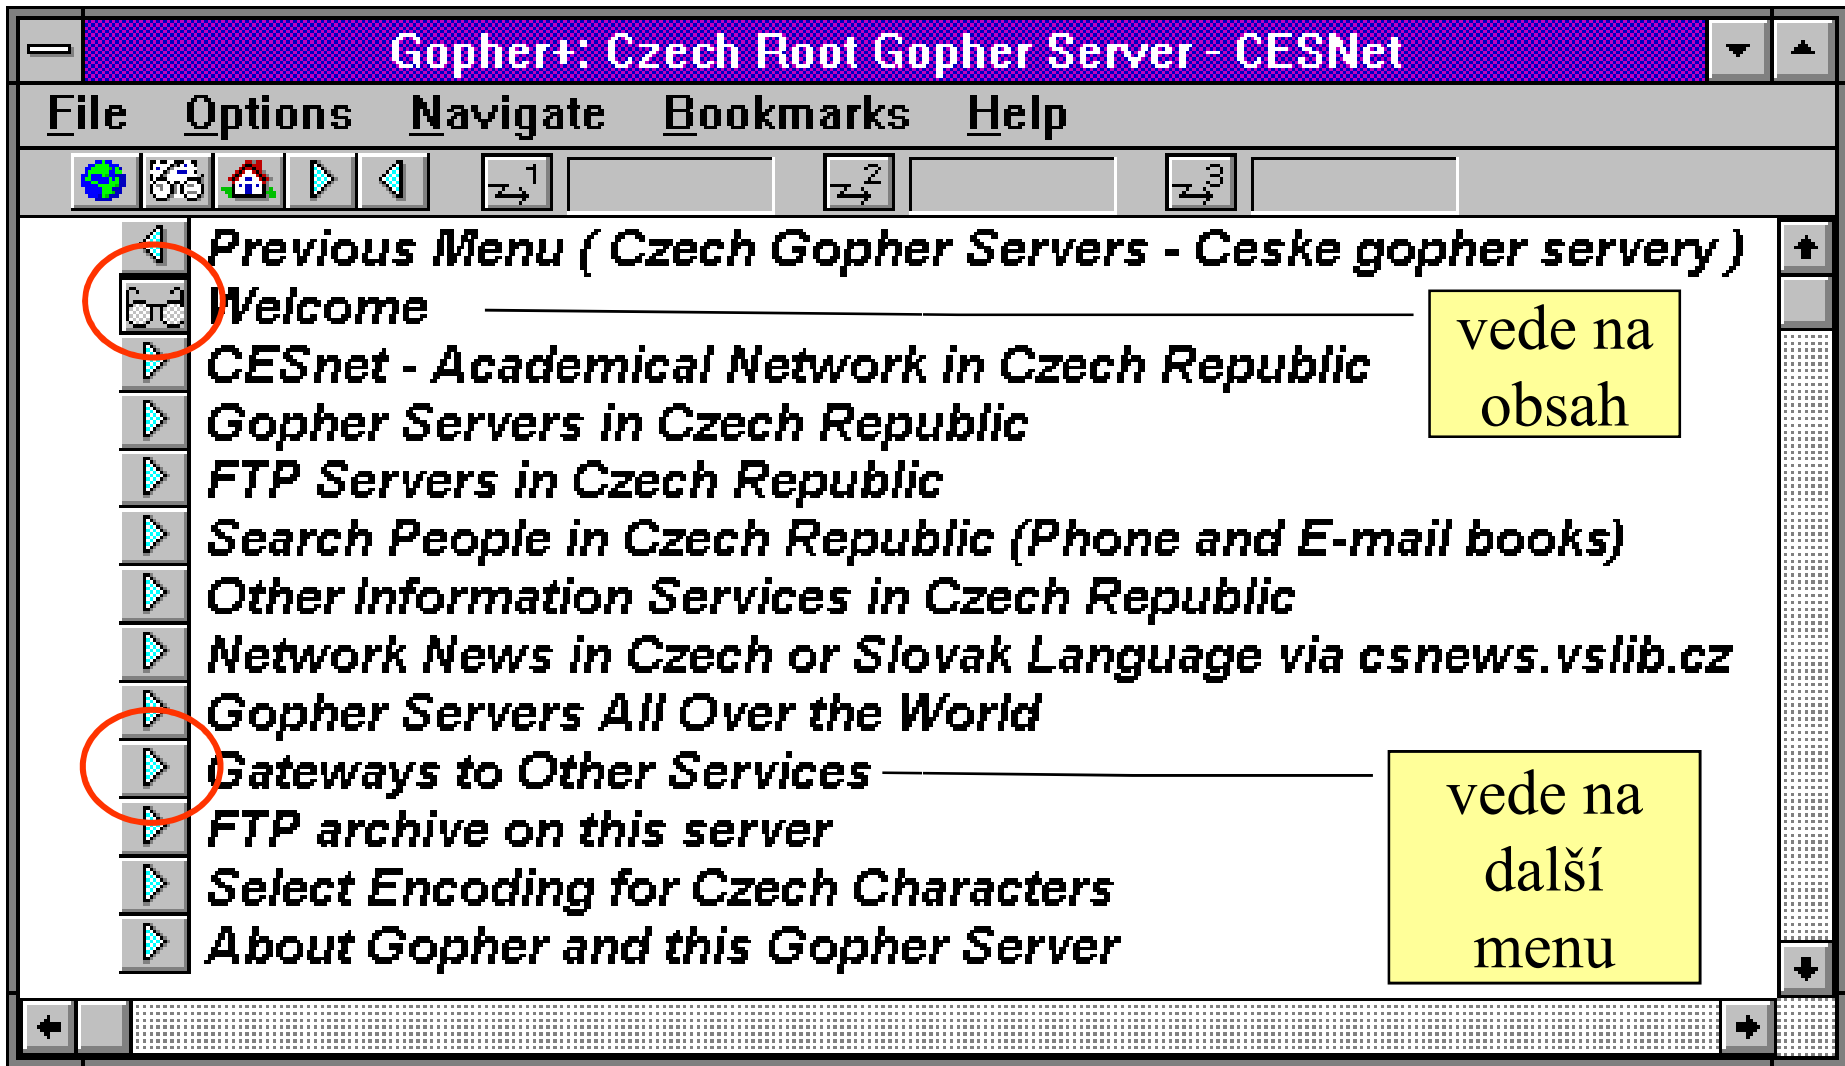 Gopher+: Czech Root Gopher Server - CESNet
File Options Navigate Bookmarks Help
1 2 3
Previous Menu ( Czech Gopher Servers - Ceske gopher servery )
Welcome
vede na
obsah
CESnet - Academical Network in Czech Republic
Gopher Servers in Czech Republic
FTP Servers in Czech Republic
Search People in Czech Republic (Phone and E-mail books)
Other Information Services in Czech Republic
Network News in Czech or Slovak Language via csnews.vslib.cz
Gopher Servers All Over the World
Gateways to Other Services
vede na
další
menu
FTP archive on this server
Select Encoding for Czech Characters
About Gopher and this Gopher Server